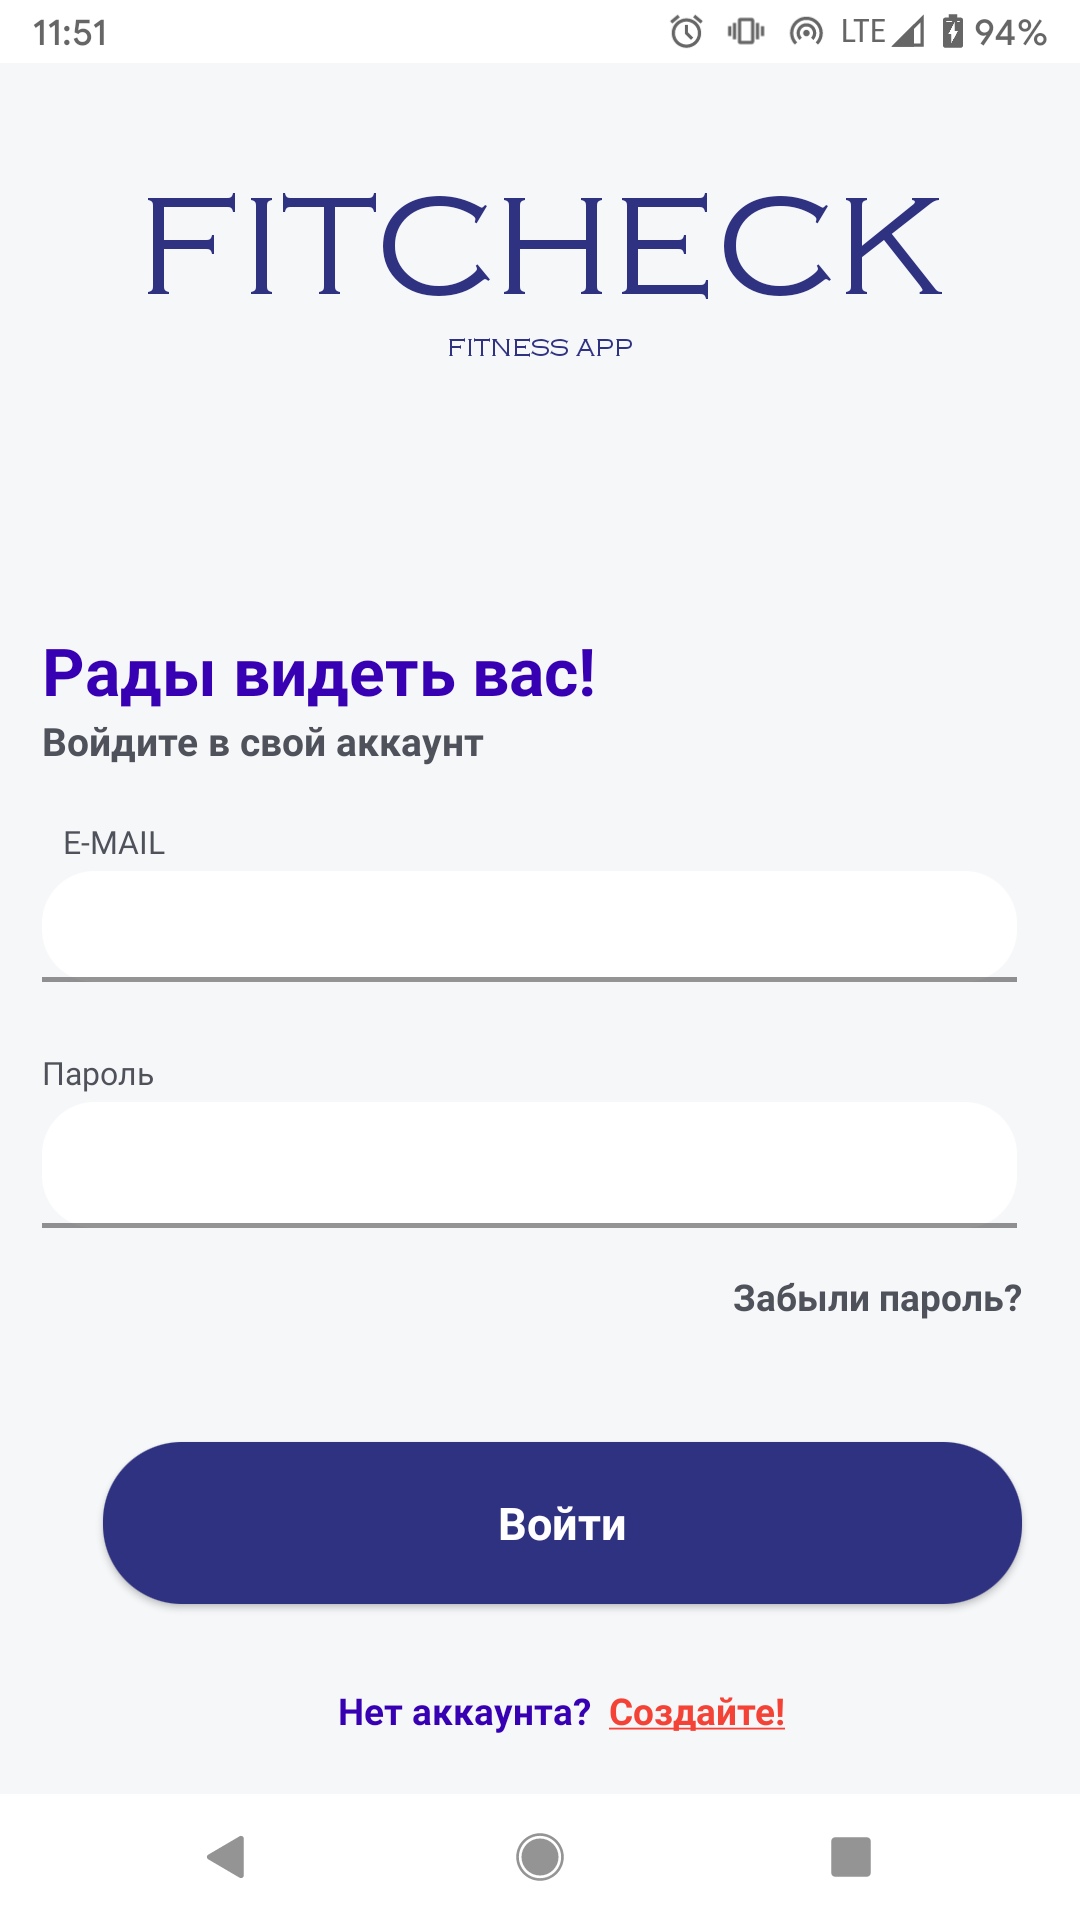 11:51 LTE 94%
FITCHECK
FITNESS APP
Рады видеть вас!
Войдите в свой аккаунт
E-MAIL
Пароль
Забыли пароль?
Войти
Нет аккаунта? Создайте!